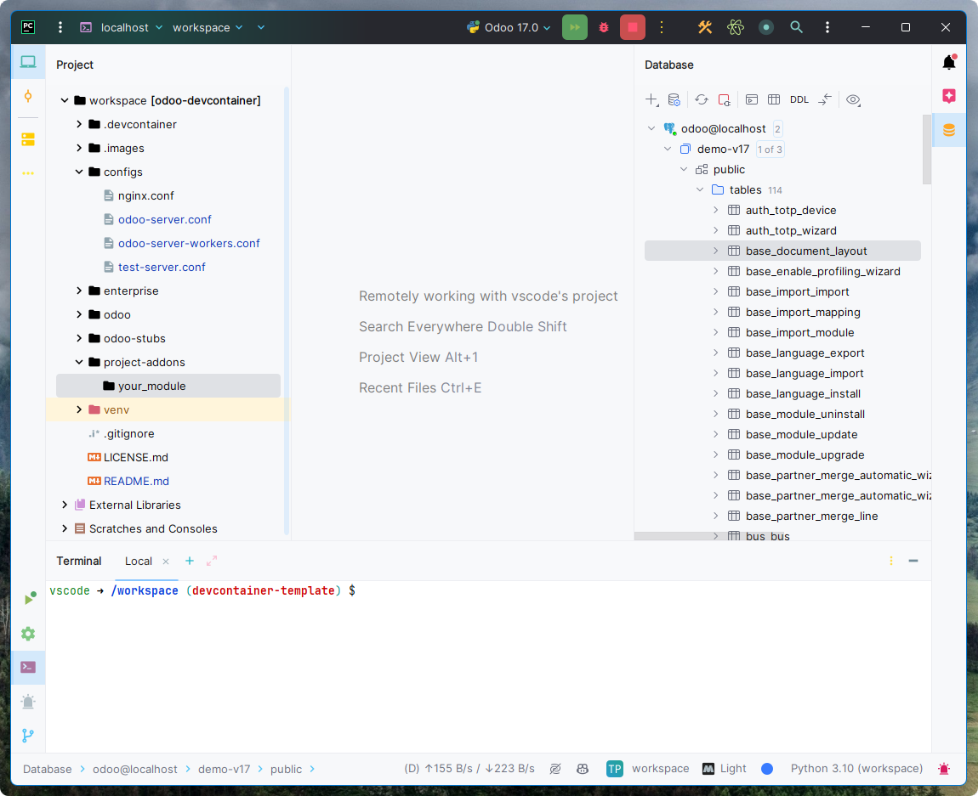 PC
localhost
workspace
Odoo 17.0
Project
workspace [odoo-devcontainer]
.devcontainer
.images
configs
nginx.conf
odoo-server.conf
odoo-server-workers.conf
test-server.conf
enterprise
odoo
odoo-stubs
project-addons
your_module
venv
.gitignore
LICENSE.md
README.md
External Libraries
Scratches and Consoles
Remotely working with vscode's project
Search Everywhere Double Shift
Project View Alt+1
Recent Files Ctrl+E
Database
DDL
odoo@localhost 2
demo-v17 1 of 3
public
tables 114
auth_totp_device
auth_totp_wizard
base_document_layout
base_enable_profiling_wizard
base_import_import
base_import_mapping
base_import_module
base_language_export
base_language_import
base_language_install
base_module_uninstall
base_module_update
base_module_upgrade
base_partner_merge_automatic_wiz
base_partner_merge_automatic_wiz
base_partner_merge_line
bus_bus
Terminal
Local
vscode → /workspace (devcontainer-template) $
Database > odoo@localhost > demo-v17 > public >
(D) ↑155 B/s / ↓223 B/s
TP workspace
Light
Python 3.10 (workspace)